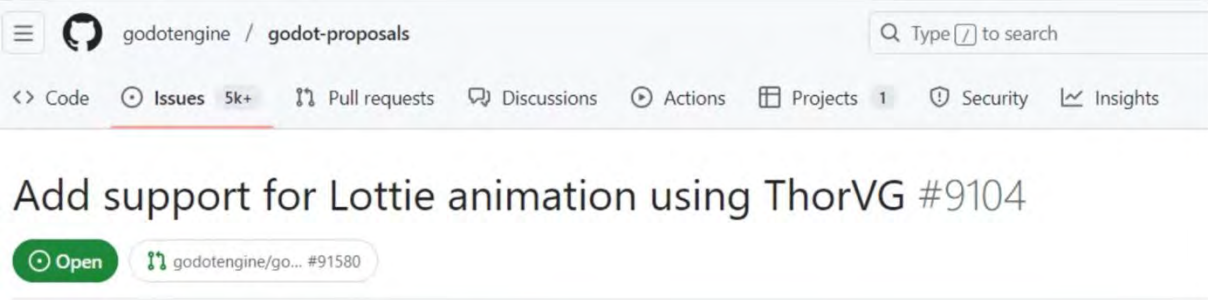 godotengine / godot-proposals
Type / to search
Code Issues 5k+ Pull requests Discussions Actions Projects 1 Security Insights
Add support for Lottie animation using ThorVG #9104
Open godotengine/go... #91580